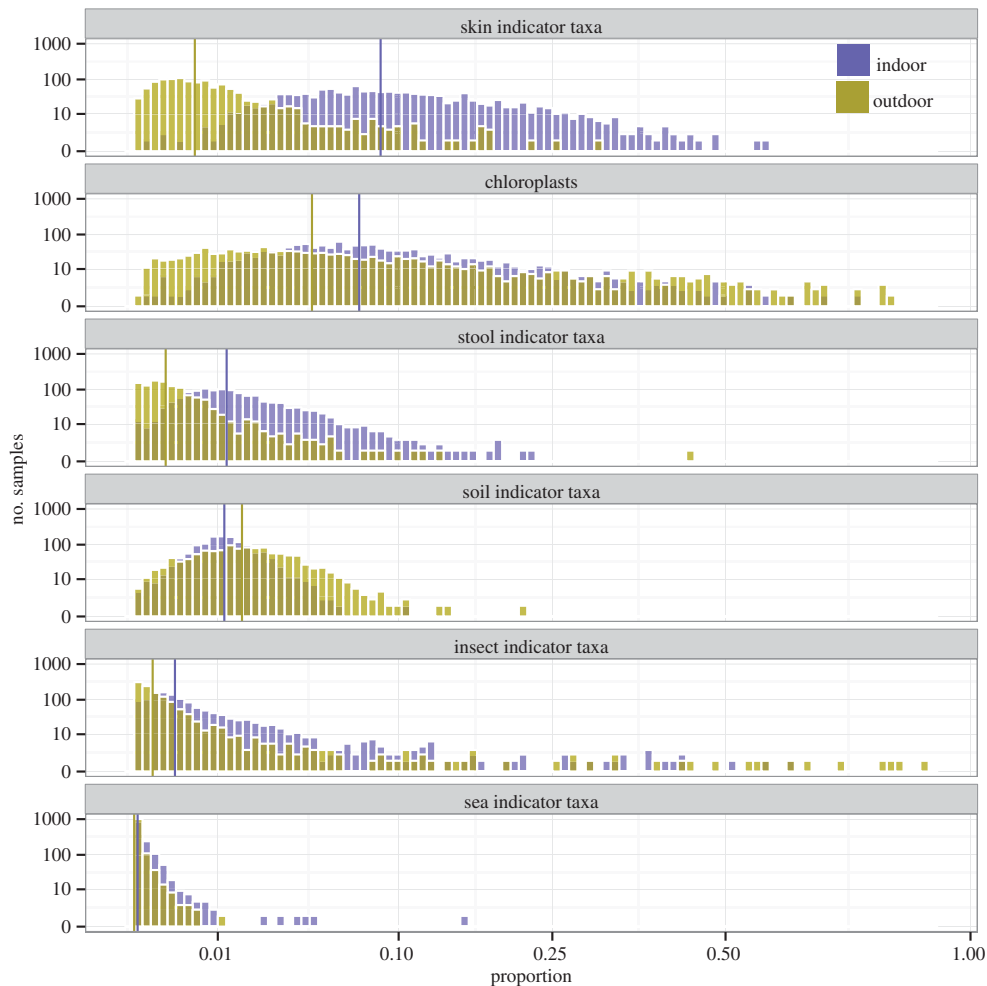 skin indicator taxa
1000
100
10
0
indoor
outdoor
chloroplasts
1000
100
10
0
stool indicator taxa
1000
100
10
0
no. samples
soil indicator taxa
1000
100
10
0
insect indicator taxa
1000
100
10
0
sea indicator taxa
1000
100
10
0
0.01 0.10 0.25 0.50 1.00
proportion